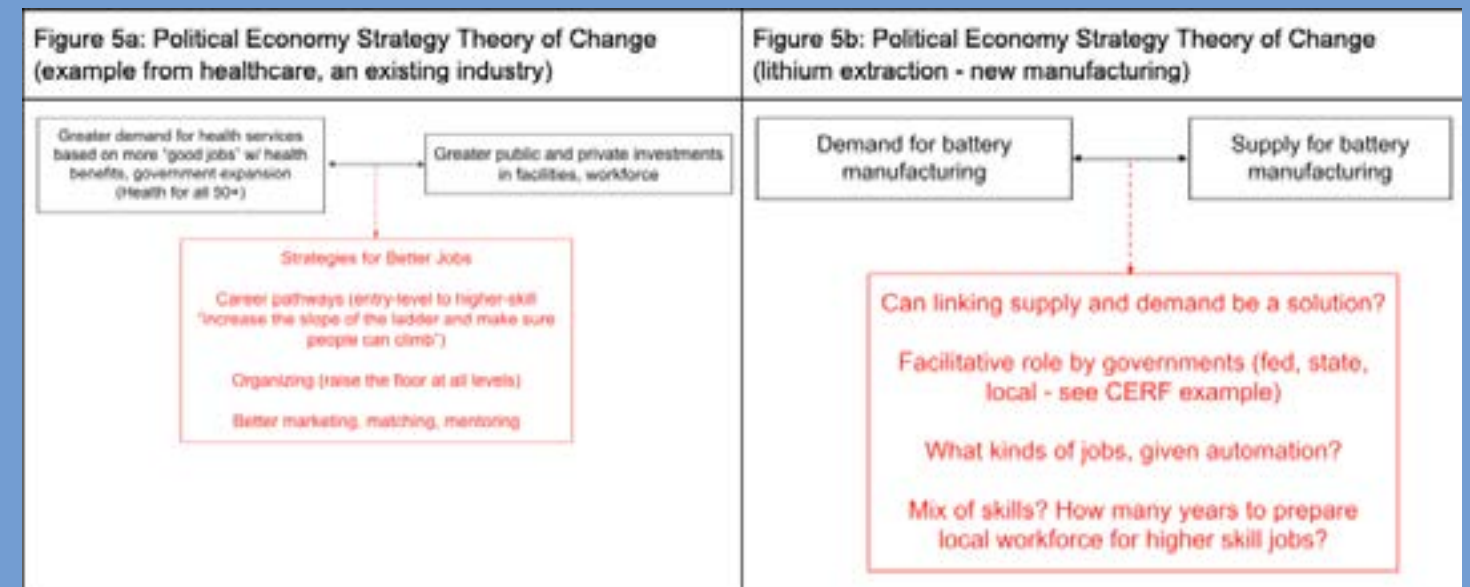 Figure 5a: Political Economy Strategy Theory of Change
(example from healthcare, an existing industry)
Greater demand for health services
based on more "good jobs" w/ health
benefits, government expansion
(Health for all 50+)
Greater public and private investments
in facilities, workforce
Strategies for Better Jobs
Career pathways (entry-level to higher-skill
"increase the slope of the ladder and make sure
people can climb")
Organizing (raise the floor at all levels)
Better marketing, matching, mentoring
Figure 5b: Political Economy Strategy Theory of Change
(lithium extraction - new manufacturing)
Demand for battery
manufacturing
Supply for battery
manufacturing
Can linking supply and demand be a solution?
Facilitative role by governments (fed, state,
local - see CERF example)
What kinds of jobs, given automation?
Mix of skills? How many years to prepare
local workforce for higher skill jobs?